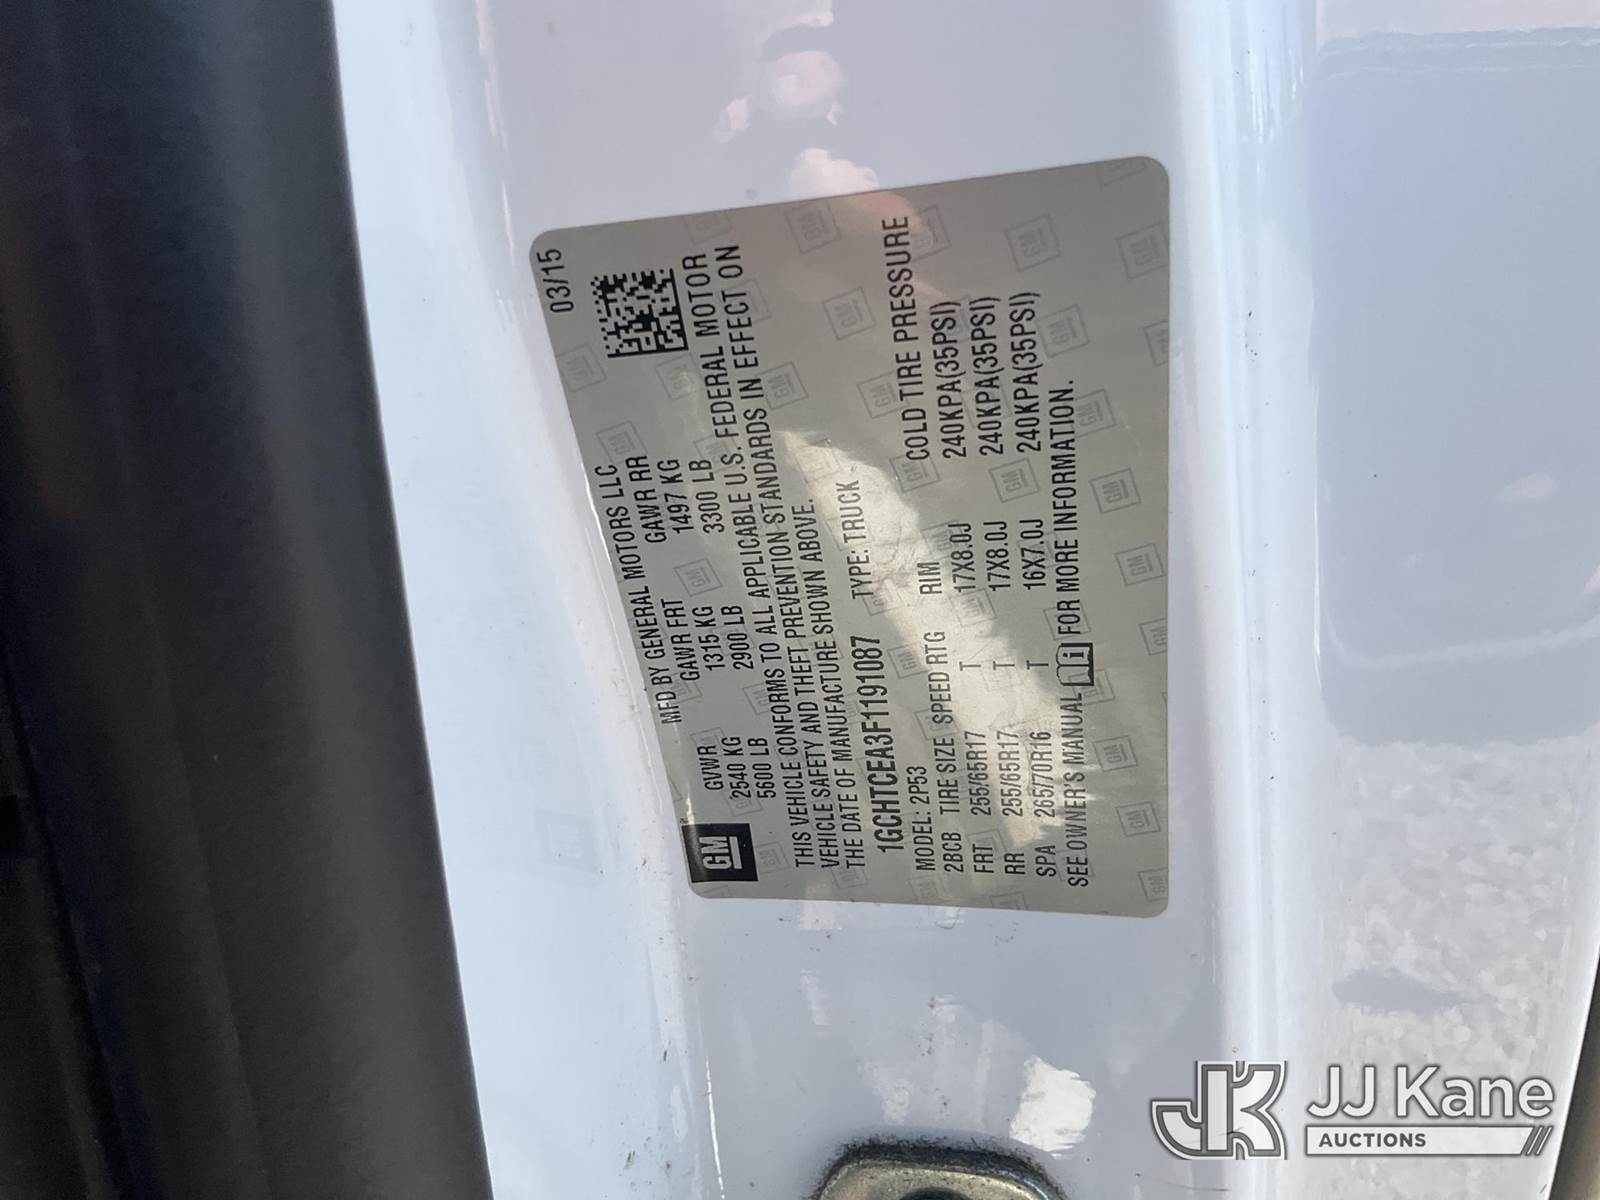 03/15
MFD BY GENERAL MOTORS LLC
GVWR GAWR FRT GAWR RR
2540 KG 1315 KG 1497 KG
5600 LB 2900 LB 3300 LB
THIS VEHICLE CONFORMS TO ALL APPLICABLE U.S. FEDERAL MOTOR
VEHICLE SAFETY AND THEFT PREVENTION STANDARDS IN EFFECT ON
THE DATE OF MANUFACTURE SHOWN ABOVE.
1GCHTCEA3F1191087 TYPE: TRUCK
MODEL: 2P53
2BCB TIRE SIZE SPEED RTG RIM COLD TIRE PRESSURE
FRT 255/65R17 T 17X8.0J 240KPA(35PSI)
RR 255/65R17 T 17X8.0J 240KPA(35PSI)
SPA 265/70R16 T 16X7.0J 240KPA(35PSI)
SEE OWNER'S MANUAL i FOR MORE INFORMATION.
GM
JK JJ Kane
AUCTIONS